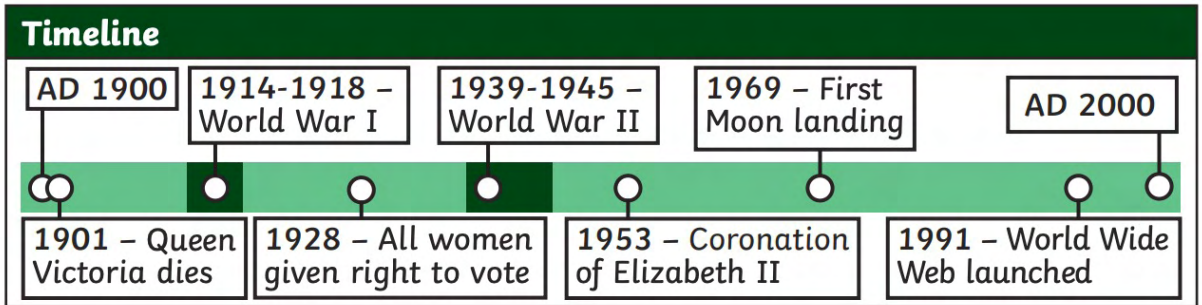 Timeline
AD 1900
1914-1918 –
World War I
1939-1945 –
World War II
1969 – First
Moon landing
AD 2000
1901 – Queen
Victoria dies
1928 – All women
given right to vote
1953 – Coronation
of Elizabeth II
1991 – World Wide
Web launched